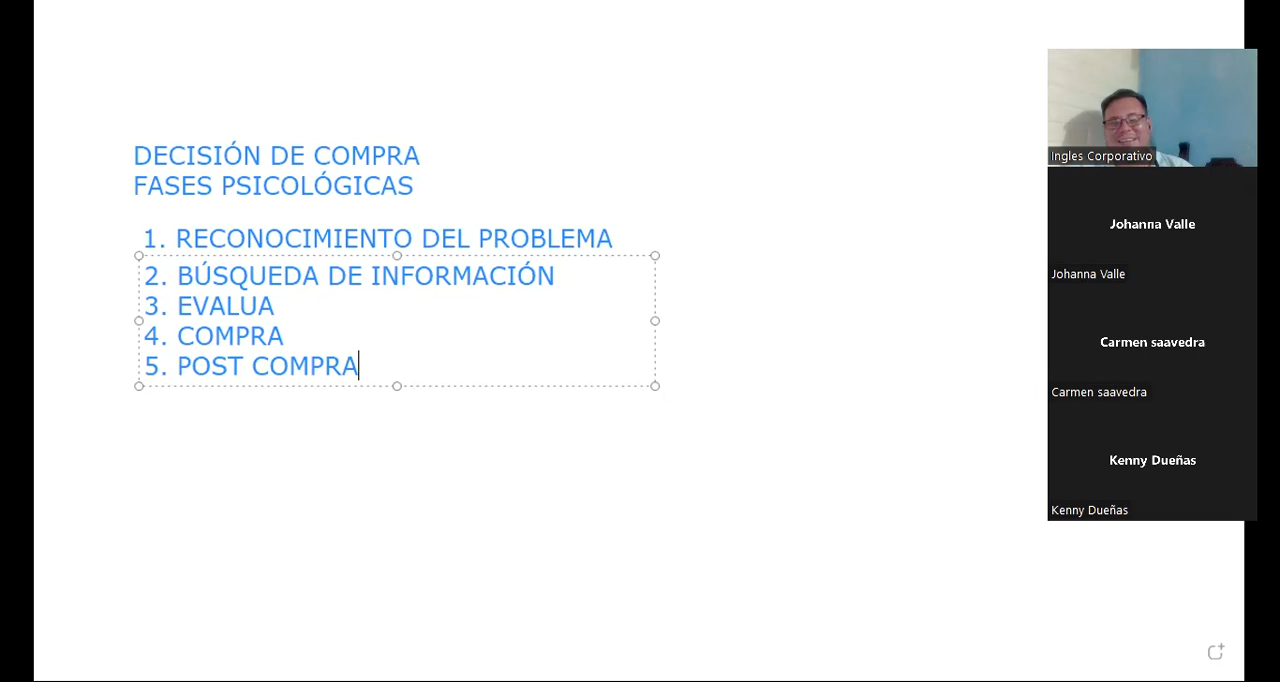 DECISIÓN DE COMPRA
FASES PSICOLÓGICAS
1. RECONOCIMIENTO DEL PROBLEMA
2. BÚSQUEDA DE INFORMACIÓN
3. EVALUA
4. COMPRA
5. POST COMPRA
Ingles Corporativo
Johanna Valle
Johanna Valle
Carmen saavedra
Carmen saavedra
Kenny Dueñas
Kenny Dueñas